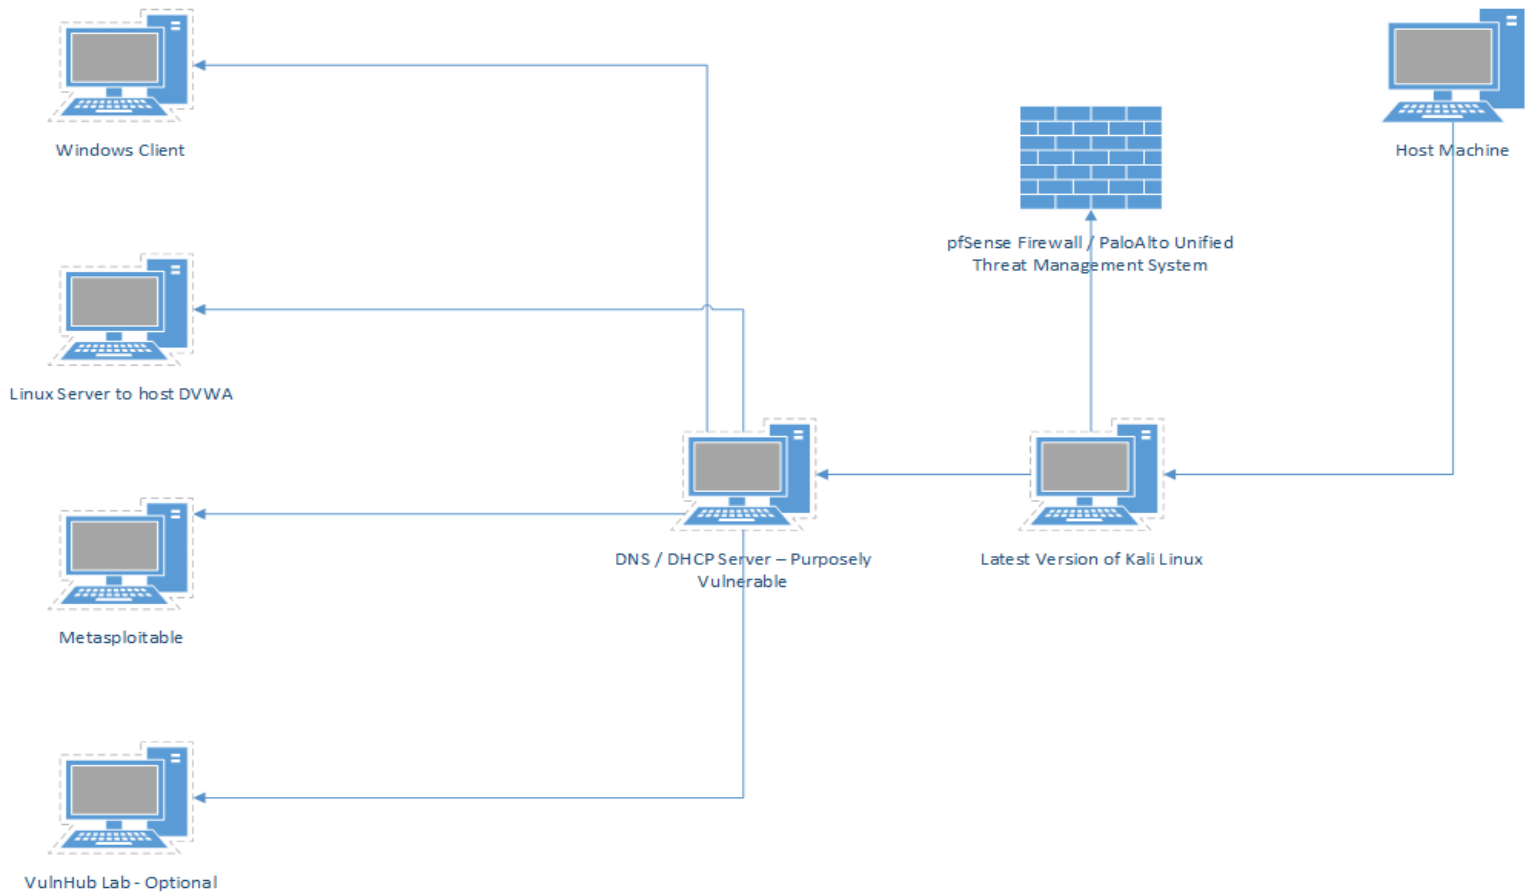 Windows Client
Host Machine
pfSense Firewall / PaloAlto Unified
Threat Management System
Linux Server to host DVWA
DNS / DHCP Server – Purposely
Vulnerable
Latest Version of Kali Linux
Metasploitable
VulnHub Lab - Optional